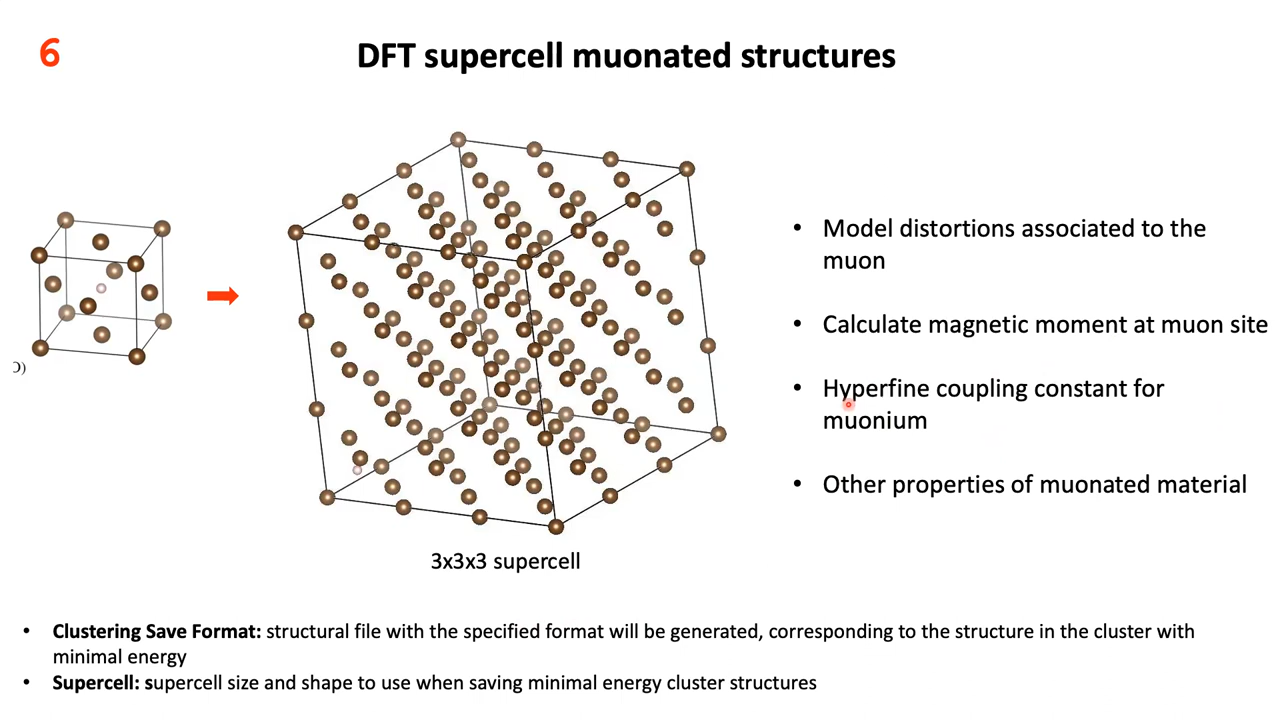 6
DFT supercell muonated structures
• Model distortions associated to the
muon
• Calculate magnetic moment at muon site
• Hyperfine coupling constant for
muonium
• Other properties of muonated material
3x3x3 supercell
• Clustering Save Format: structural file with the specified format will be generated, corresponding to the structure in the cluster with
minimal energy
• Supercell: supercell size and shape to use when saving minimal energy cluster structures